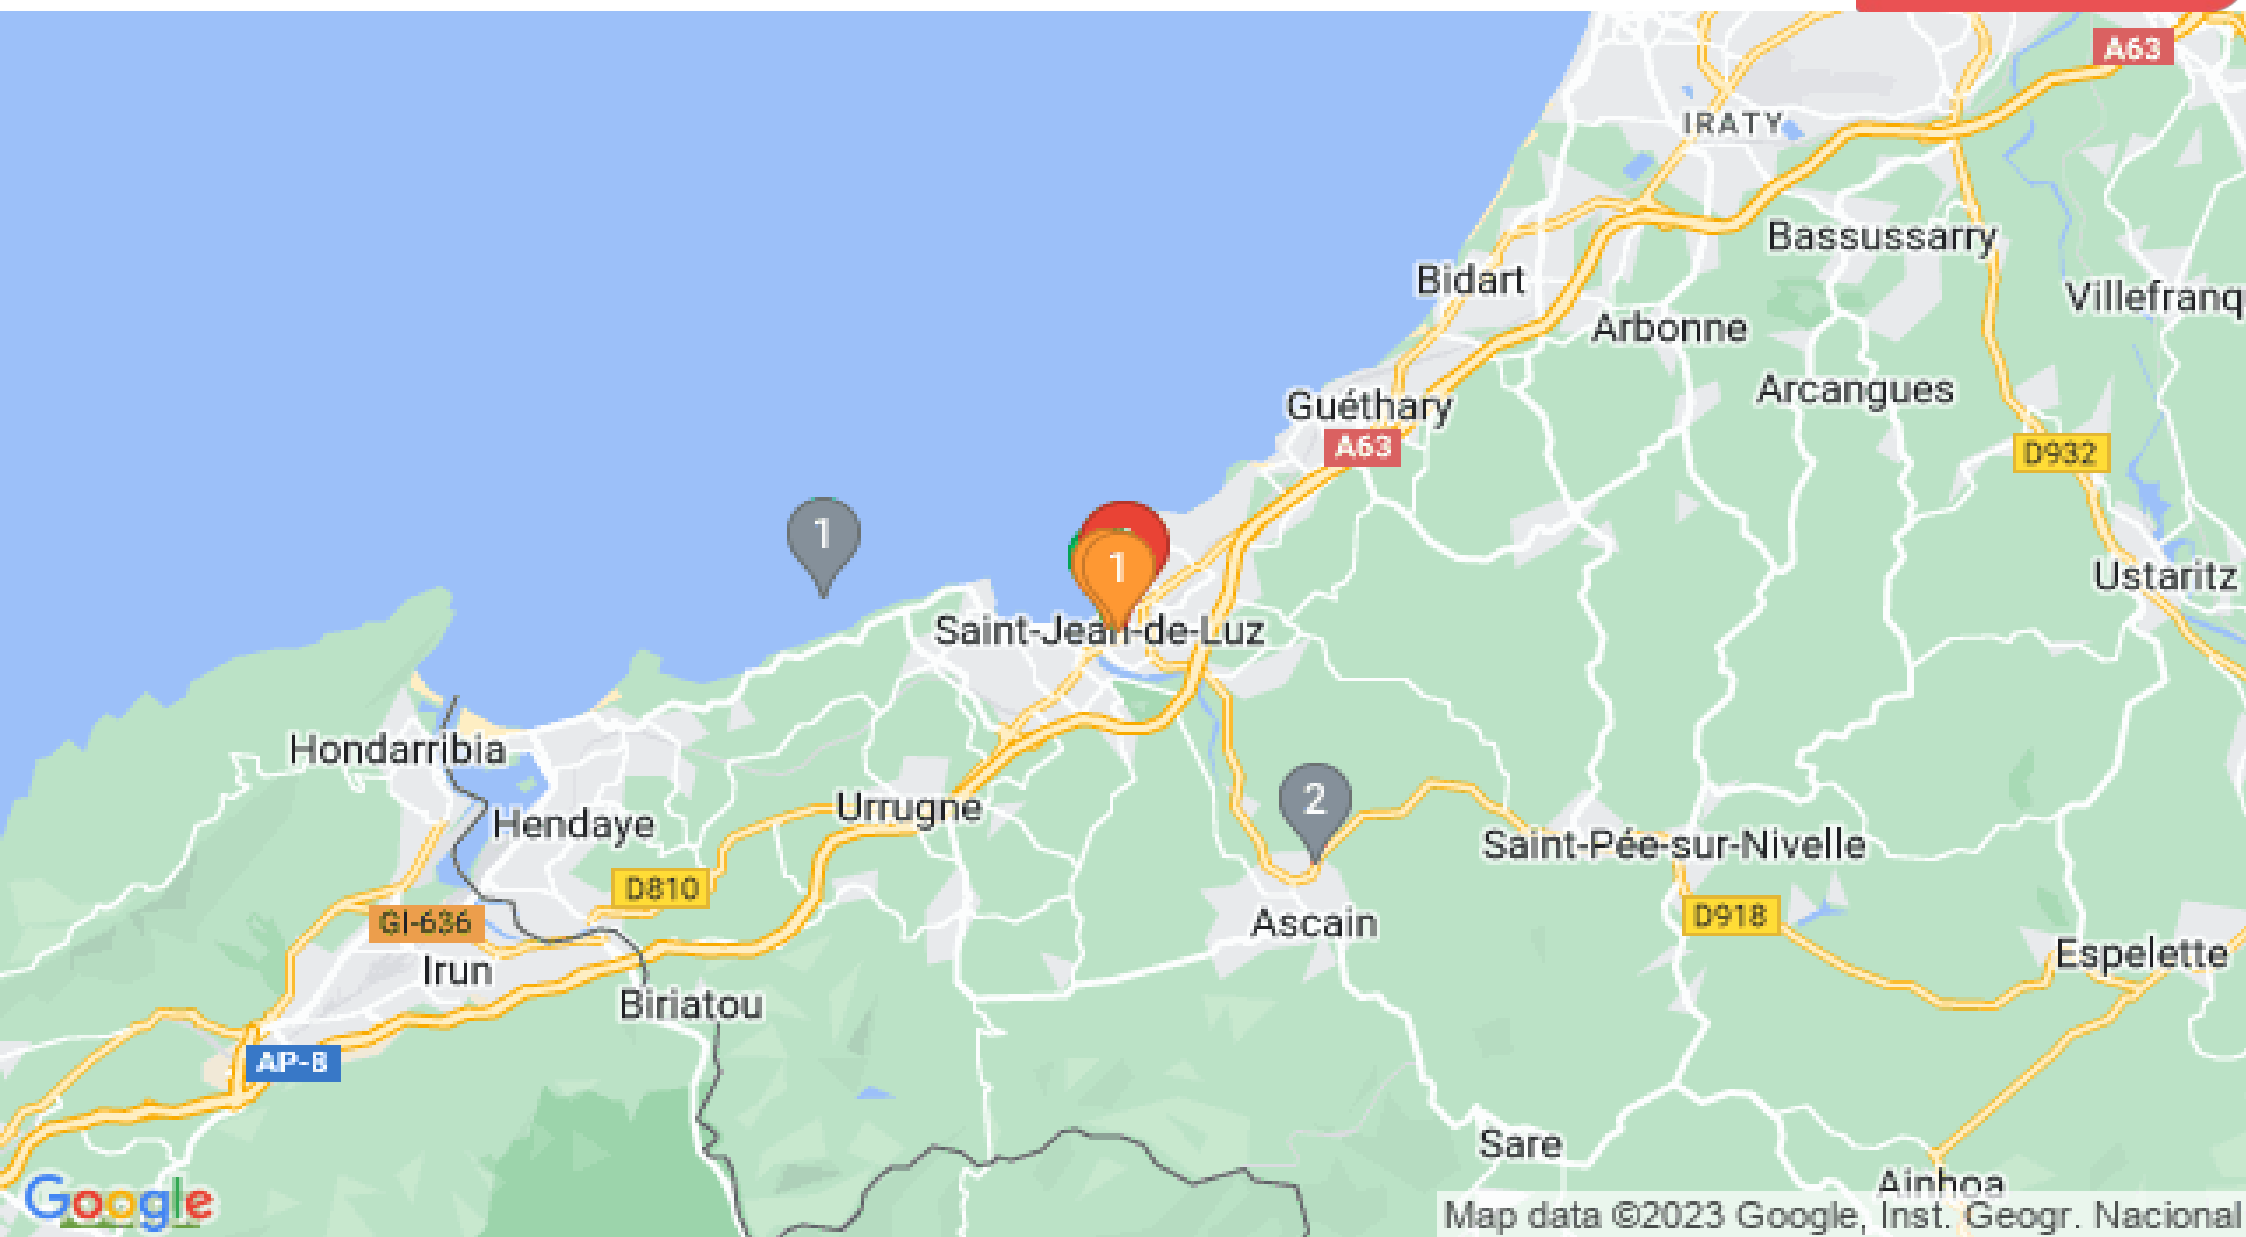 A63
IRATY
Bassussarry
Bidart
Villefranq
Arbonne
Arcangues
Guéthary
A63
D932
1
1
Ustaritz
Saint-Jean-de-Luz
Hondarribia
2
Urrugne
Hendaye
Saint-Pée-sur-Nivelle
D810
D918
GI-636
Ascain
Espelette
Irun
Biriatou
AP-8
Sare
Ainhoa
Google
Map data ©2023 Google, Inst. Geogr. Nacional